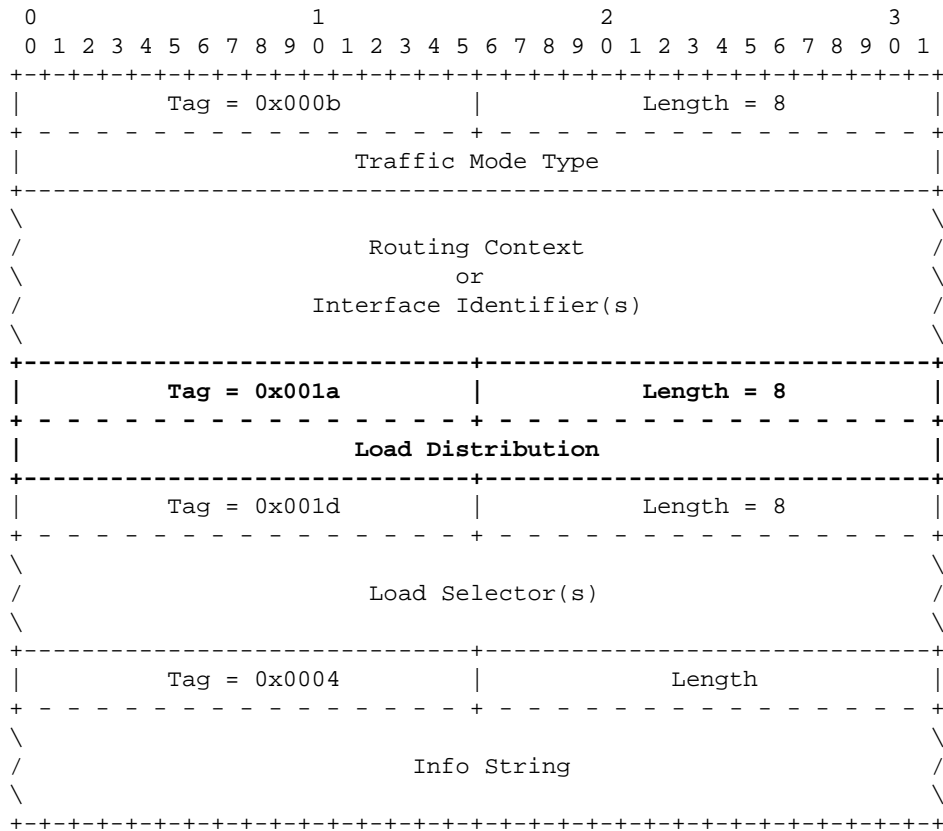 0                   1                   2                   3
0 1 2 3 4 5 6 7 8 9 0 1 2 3 4 5 6 7 8 9 0 1 2 3 4 5 6 7 8 9 0 1
+-+-+-+-+-+-+-+-+-+-+-+-+-+-+-+-+-+-+-+-+-+-+-+-+-+-+-+-+-+-+-+-+
|          Tag = 0x000b         |           Length = 8          |
+ - - - - - - - - - - - - - - - + - - - - - - - - - - - - - - - +
|                       Traffic Mode Type                       |
+---------------------------------------------------------------+
\                                                               \
/                        Routing Context                        /
\                              or                               \
/                    Interface Identifier(s)                    /
\                                                               \
+-------------------------------+-------------------------------+
|          Tag = 0x001a         |           Length = 8          |
+ - - - - - - - - - - - - - - - + - - - - - - - - - - - - - - - +
|                       Load Distribution                       |
+-------------------------------+-------------------------------+
|          Tag = 0x001d         |           Length = 8          |
+ - - - - - - - - - - - - - - - + - - - - - - - - - - - - - - - +
\                                                               \
/                        Load Selector(s)                       /
\                                                               \
+-------------------------------+-------------------------------+
|          Tag = 0x0004         |             Length            |
+ - - - - - - - - - - - - - - - + - - - - - - - - - - - - - - - +
\                                                               \
/                           Info String                         /
\                                                               \
+-+-+-+-+-+-+-+-+-+-+-+-+-+-+-+-+-+-+-+-+-+-+-+-+-+-+-+-+-+-+-+-+